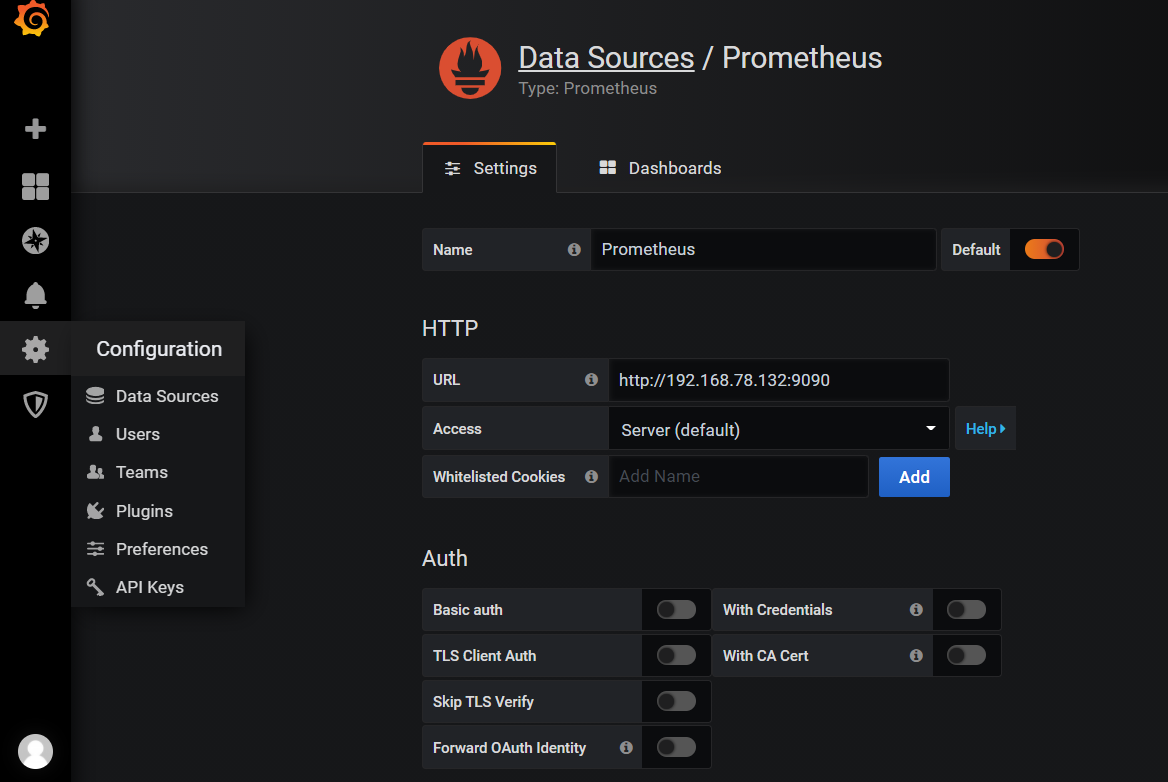 Data Sources / Prometheus
Type: Prometheus
Settings
Dashboards
Name
Prometheus
Default
HTTP
URL
http://192.168.78.132:9090
Access
Server (default)
Help
Whitelisted Cookies
Add Name
Add
Auth
Basic auth
With Credentials
TLS Client Auth
With CA Cert
Skip TLS Verify
Forward OAuth Identity
Configuration
Data Sources
Users
Teams
Plugins
Preferences
API Keys